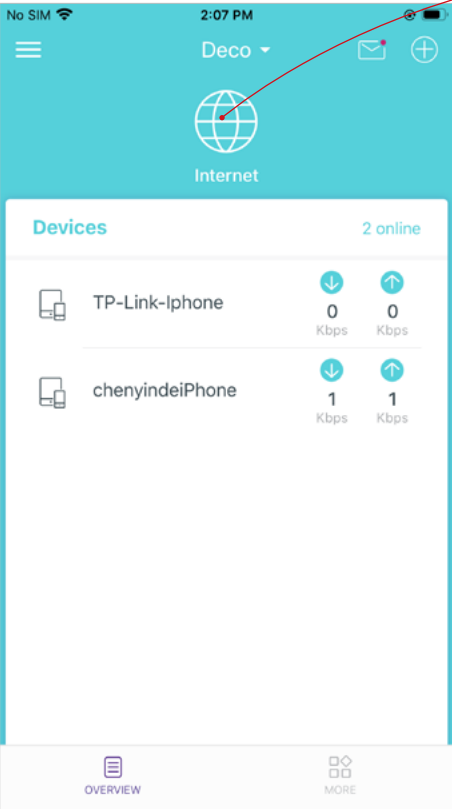 No SIM 2:07 PM
Deco
Internet
Devices 2 online
TP-Link-Iphone 0 0
Kbps Kbps
chenyindeiPhone 1 1
Kbps Kbps
OVERVIEW MORE